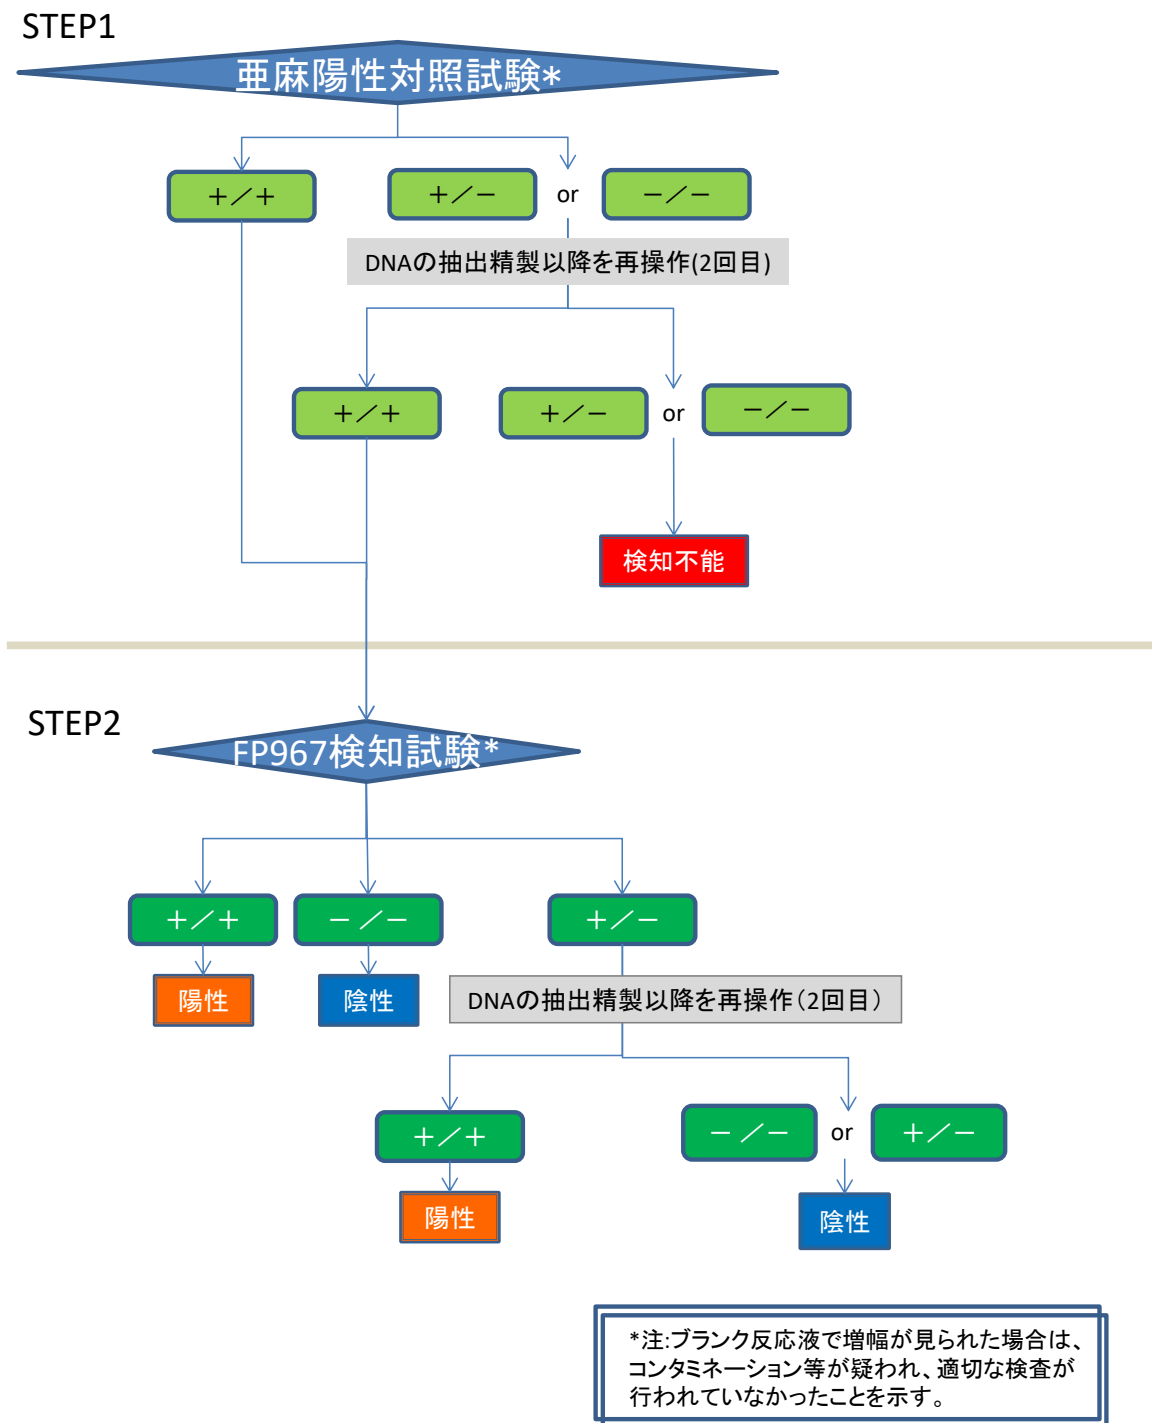 STEP1
亜麻陽性対照試験*
+/+
+/-
or
-/-
DNAの抽出精製以降を再操作(2回目)
+/+
+/-
or
-/-
検知不能
STEP2
FP967検知試験*
+/+
-/-
+/-
陽性
陰性
DNAの抽出精製以降を再操作(2回目)
+/+
-/-
or
+/-
陽性
陰性
*注:ブランク反応液で増幅が見られた場合は、
コンタミネーション等が疑われ、適切な検査が
行われていなかったことを示す。